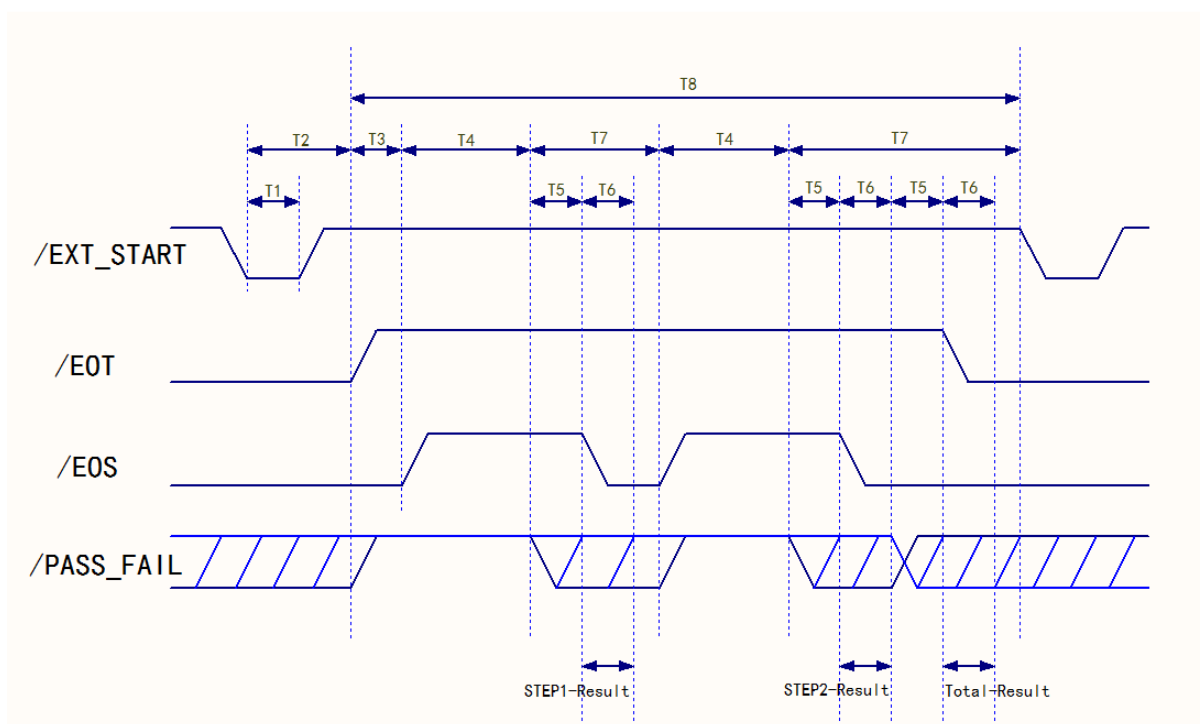 T8
T2 T3 T4 T7 T4 T7
T1 T5 T6 T5 T6 T5 T6
/EXT_START
/EOT
/EOS
/PASS_FAIL
STEP1-Result STEP2-Result Total-Result